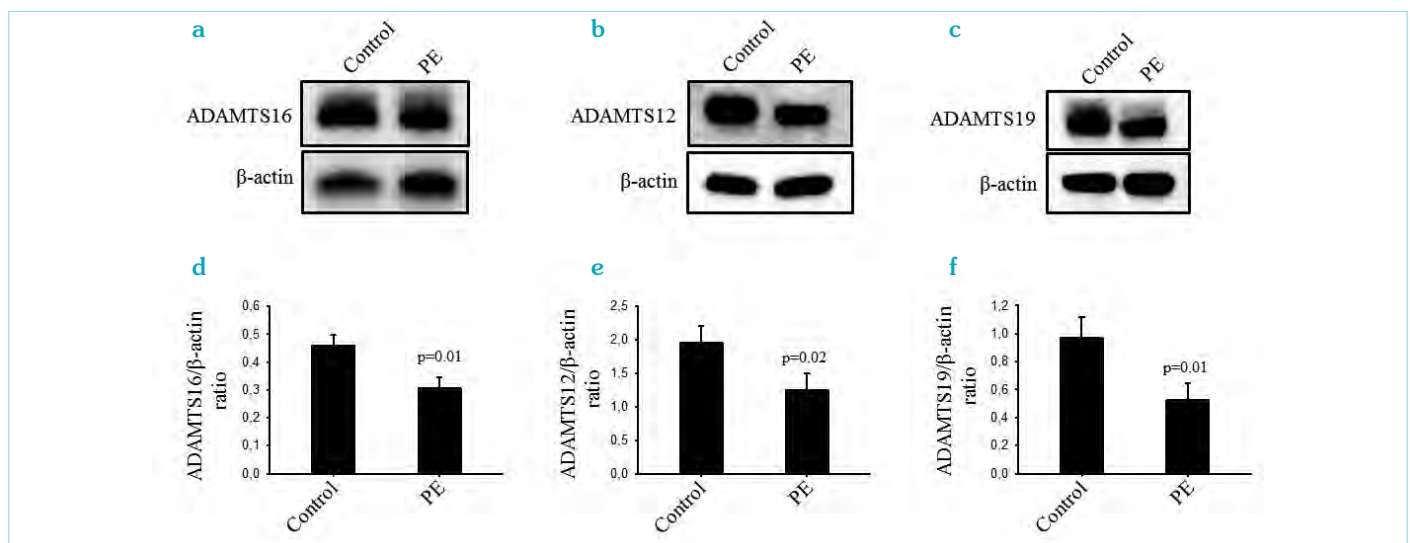 a
Control
PE
ADAMTS16
β-actin
b
Control
PE
ADAMTS12
β-actin
c
Control
PE
ADAMTS19
β-actin
d
ADAMTS16/β-actin
ratio
0,6
0,5
0,4
0,3
0,2
0,1
0,0
p=0.01
Control
PE
e
ADAMTS12/β-actin
ratio
2,5
2,0
1,5
1,0
0,5
0,0
p=0.02
Control
PE
f
ADAMTS19/β-actin
ratio
1,2
1,0
0,8
0,6
0,4
0,2
0,0
p=0.01
Control
PE